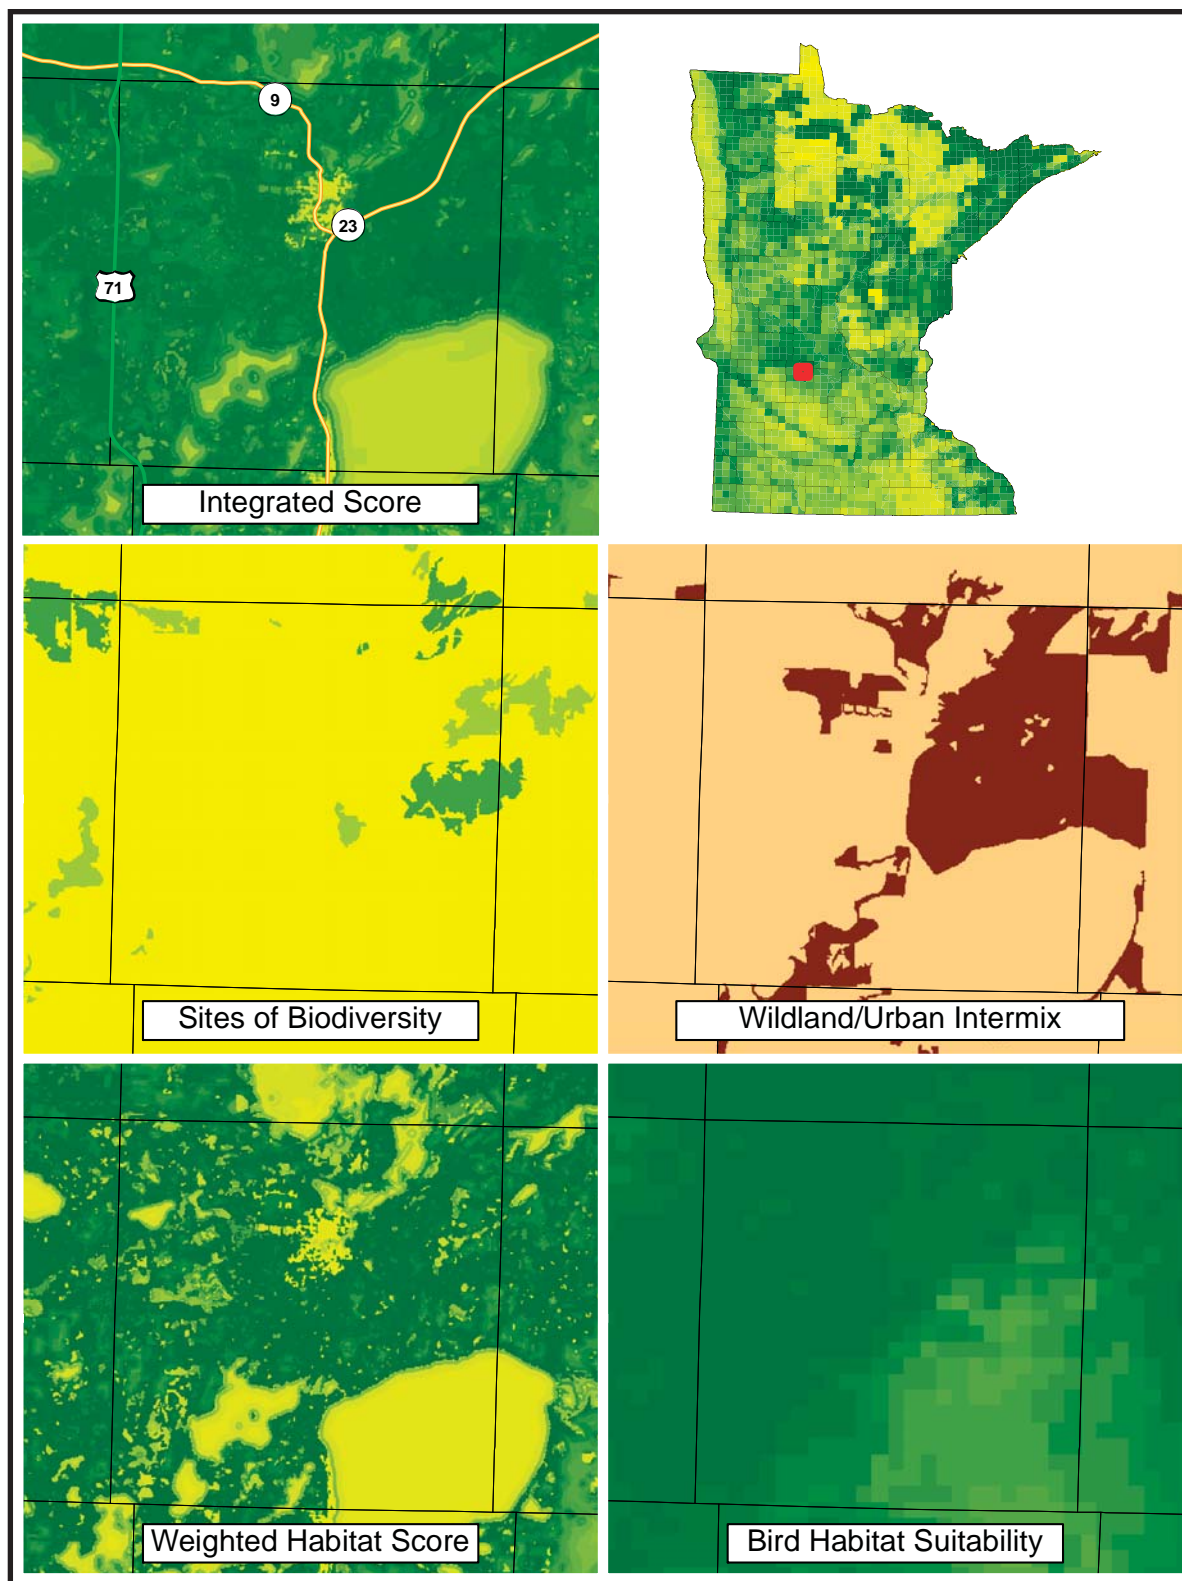 9
23
71
Integrated Score
Sites of Biodiversity
Wildland/Urban Intermix
Weighted Habitat Score
Bird Habitat Suitability